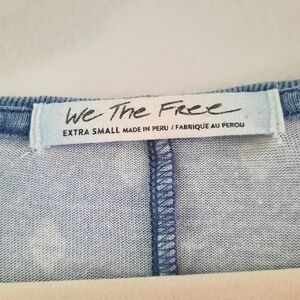 We The Free
EXTRA SMALL MADE IN PERU / FABRIQUE AU PEROU